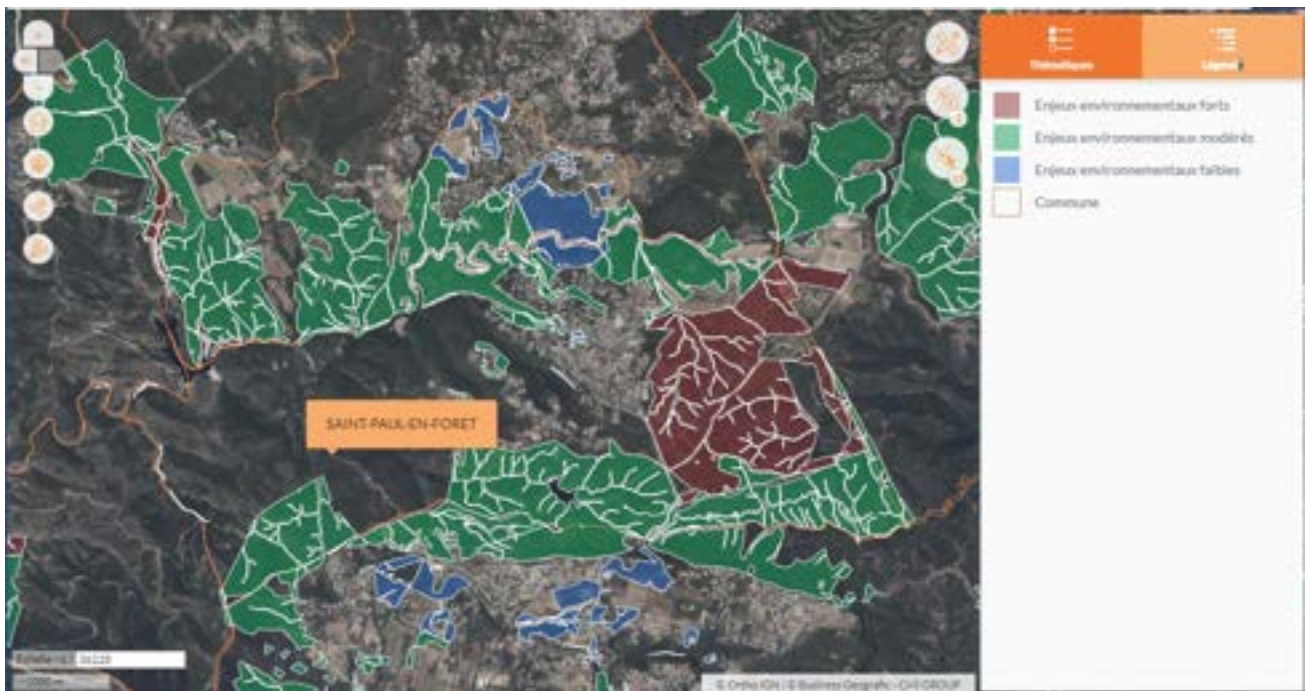 Thématiques
Légende
Enjeux environnementaux forts
Enjeux environnementaux modérés
Enjeux environnementaux faibles
Commune
SAINT-PAUL-EN-FORET
© Ortho IGN | © Business Geografic - CIRIL GROUP